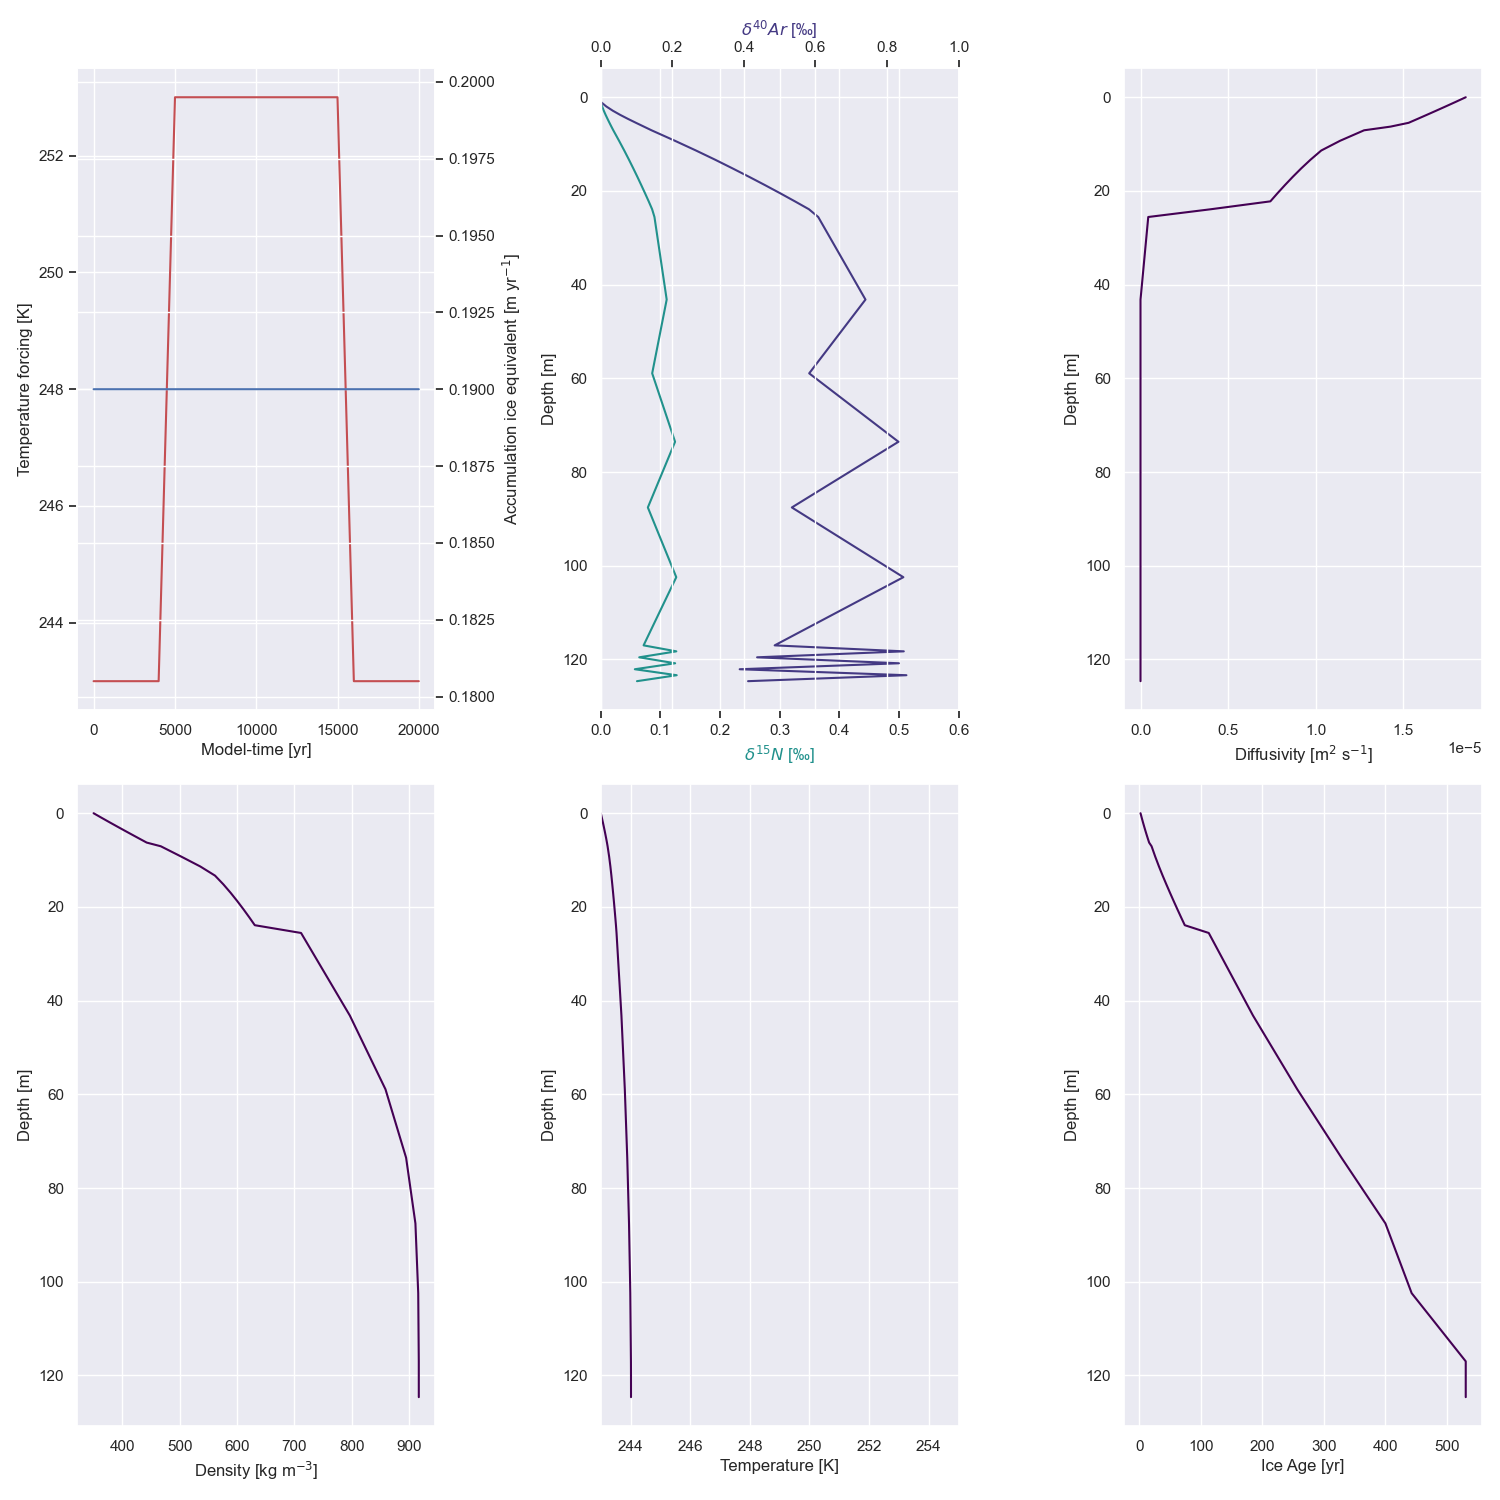 252
250
248
246
244
Temperature forcing [K]
0.2000
0.1975
0.1950
0.1925
0.1900
0.1875
0.1850
0.1825
0.1800
Accumulation ice equivalent [m yr⁻¹]
0 5000 10000 15000 20000
Model-time [yr]
δ⁴⁰Ar [‰]
0.0 0.2 0.4 0.6 0.8 1.0
0
20
40
60
80
100
120
Depth [m]
0.0 0.1 0.2 0.3 0.4 0.5 0.6
δ¹⁵N [‰]
0
20
40
60
80
100
120
Depth [m]
0.0 0.5 1.0 1.5
1e−5
Diffusivity [m² s⁻¹]
0
20
40
60
80
100
120
Depth [m]
400 500 600 700 800 900
Density [kg m⁻³]
0
20
40
60
80
100
120
Depth [m]
244 246 248 250 252 254
Temperature [K]
0
20
40
60
80
100
120
Depth [m]
0 100 200 300 400 500
Ice Age [yr]